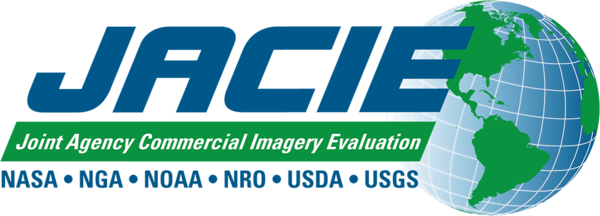 JACIE
Joint Agency Commercial Imagery Evaluation
NASA • NGA • NOAA • NRO • USDA • USGS